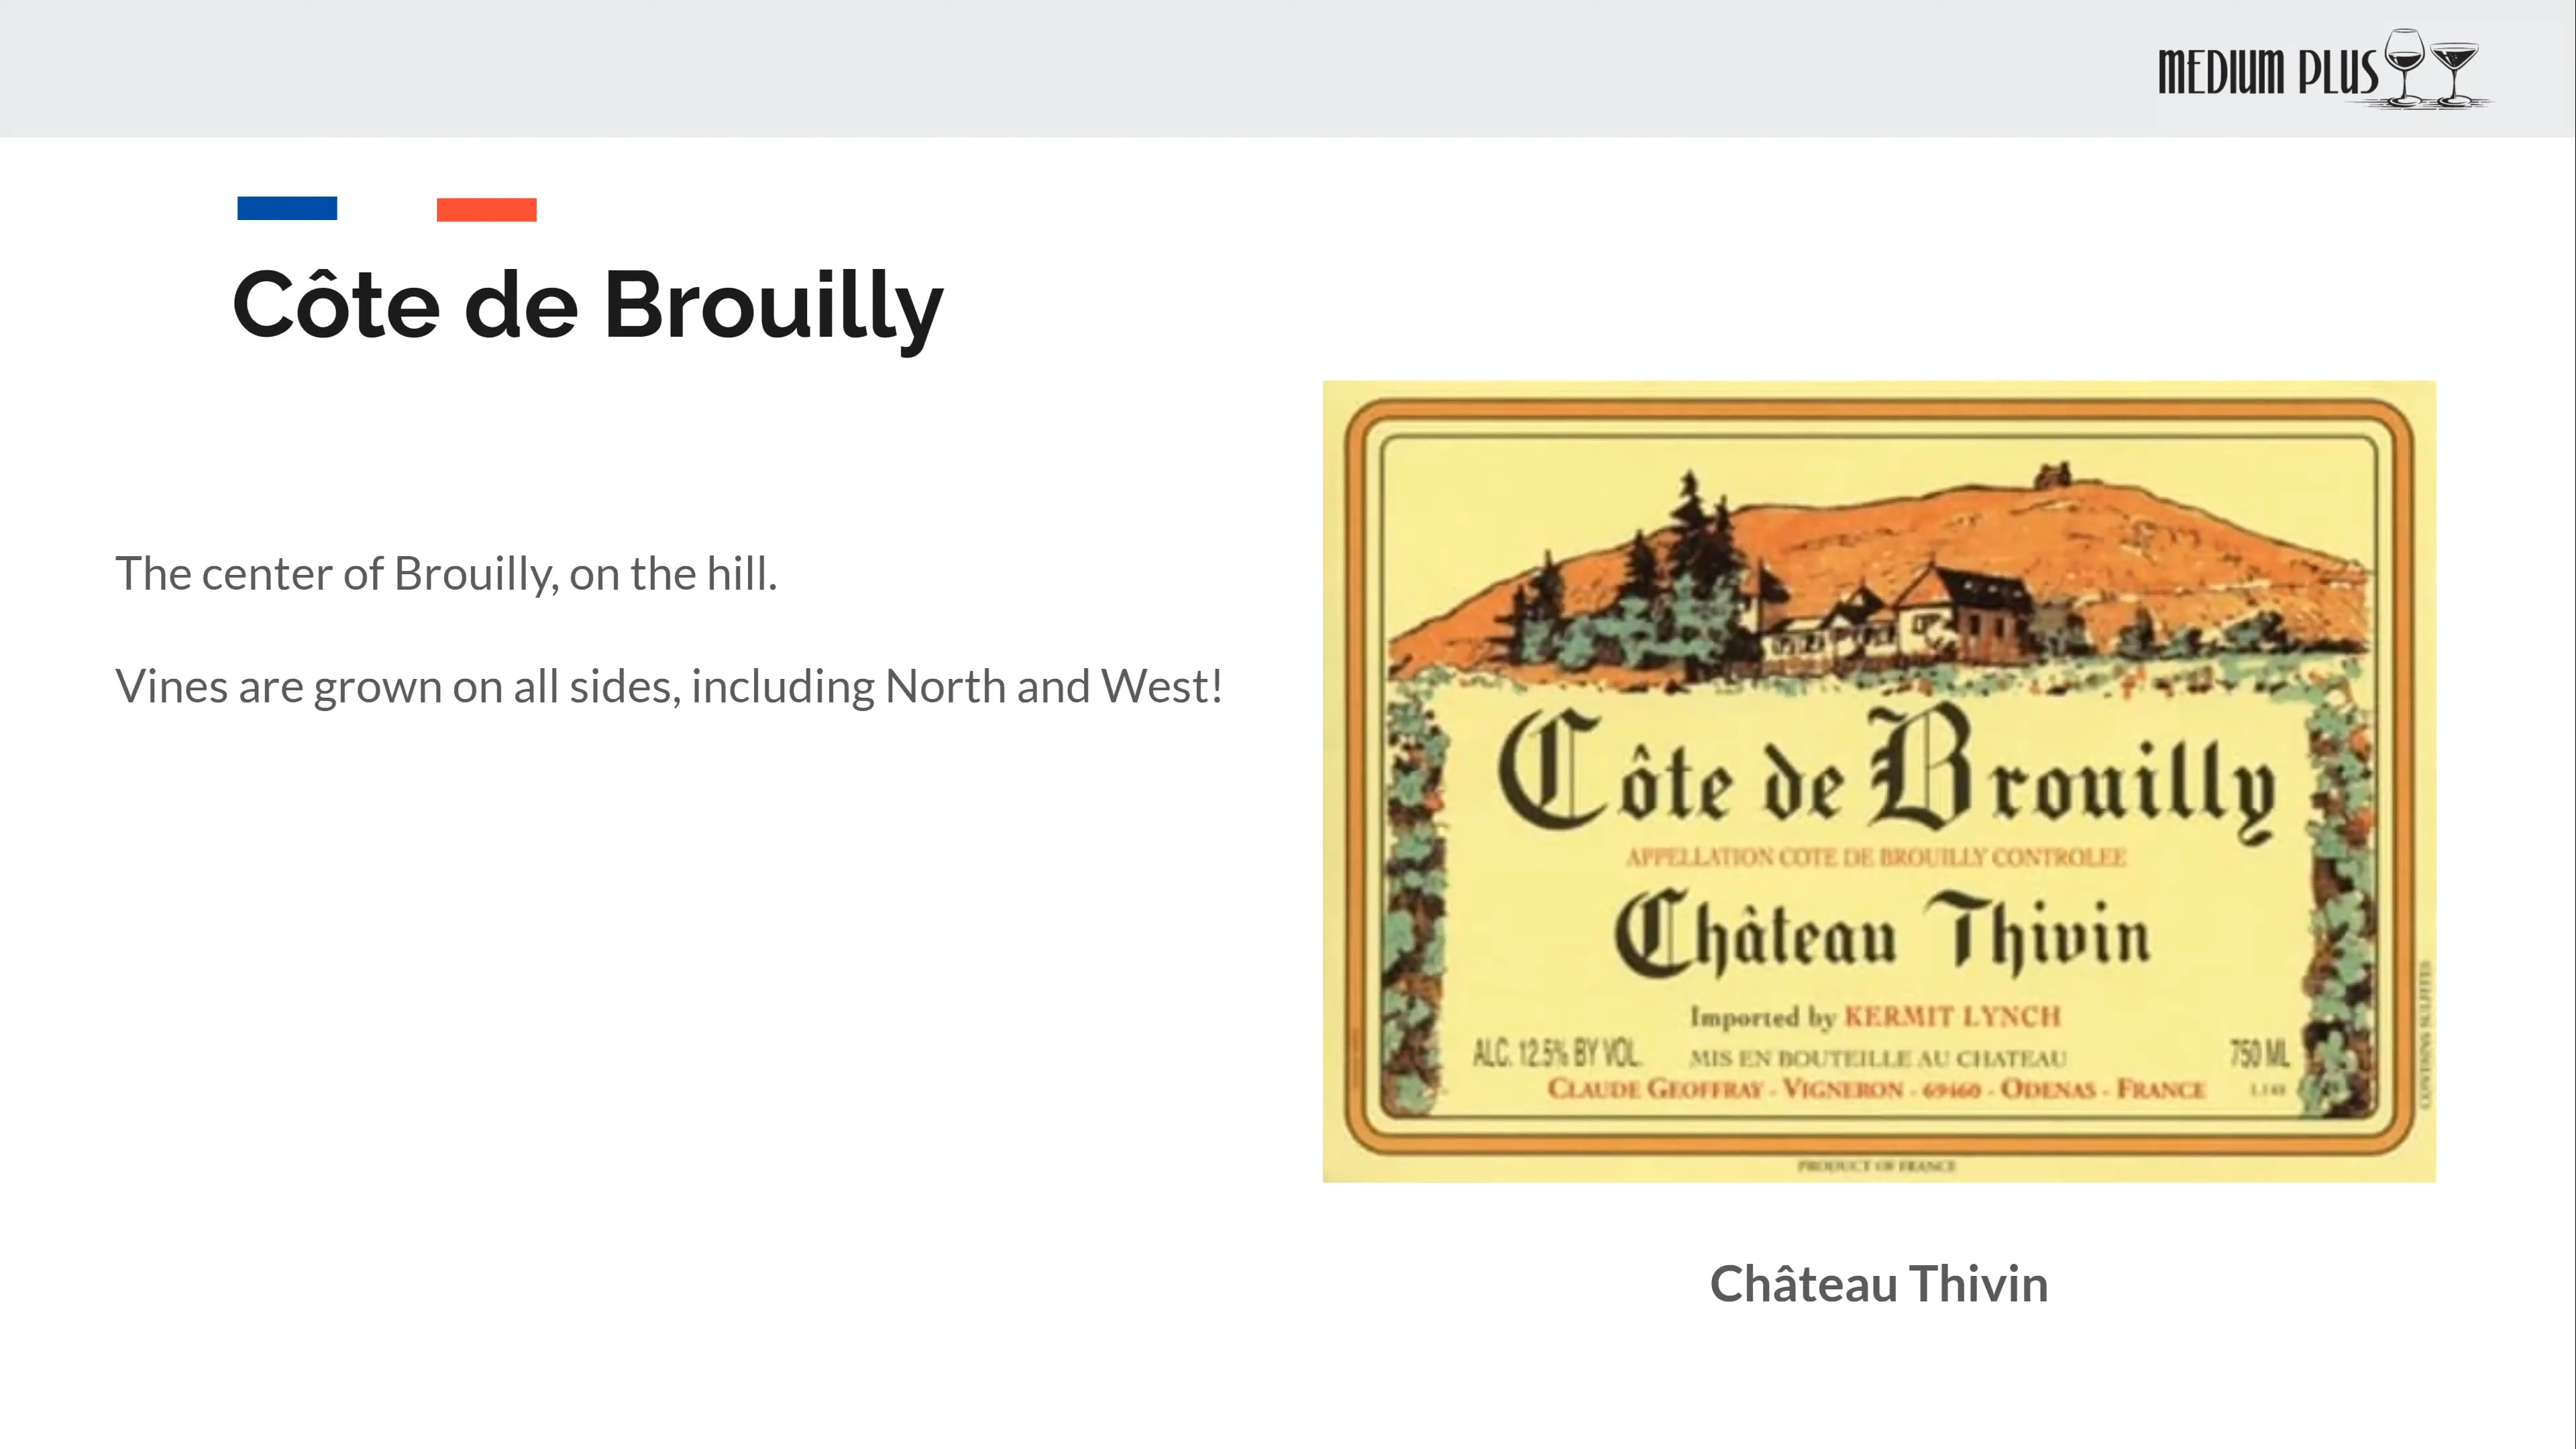 MEDIUM PLUS
Côte de Brouilly
The center of Brouilly, on the hill.
Vines are grown on all sides, including North and West!
Côte de Brouilly
APPELLATION COTE DE BROUILLY CONTROLEE
Château Thivin
Imported by KERMIT LYNCH
ALC. 12.5% BY VOL. MIS EN BOUTEILLE AU CHATEAU 750 ML
CLAUDE GEOFFRAY - VIGNERON - 69460 - ODENAS - FRANCE
CONTAINS SULFITES
PRODUCT OF FRANCE
Château Thivin